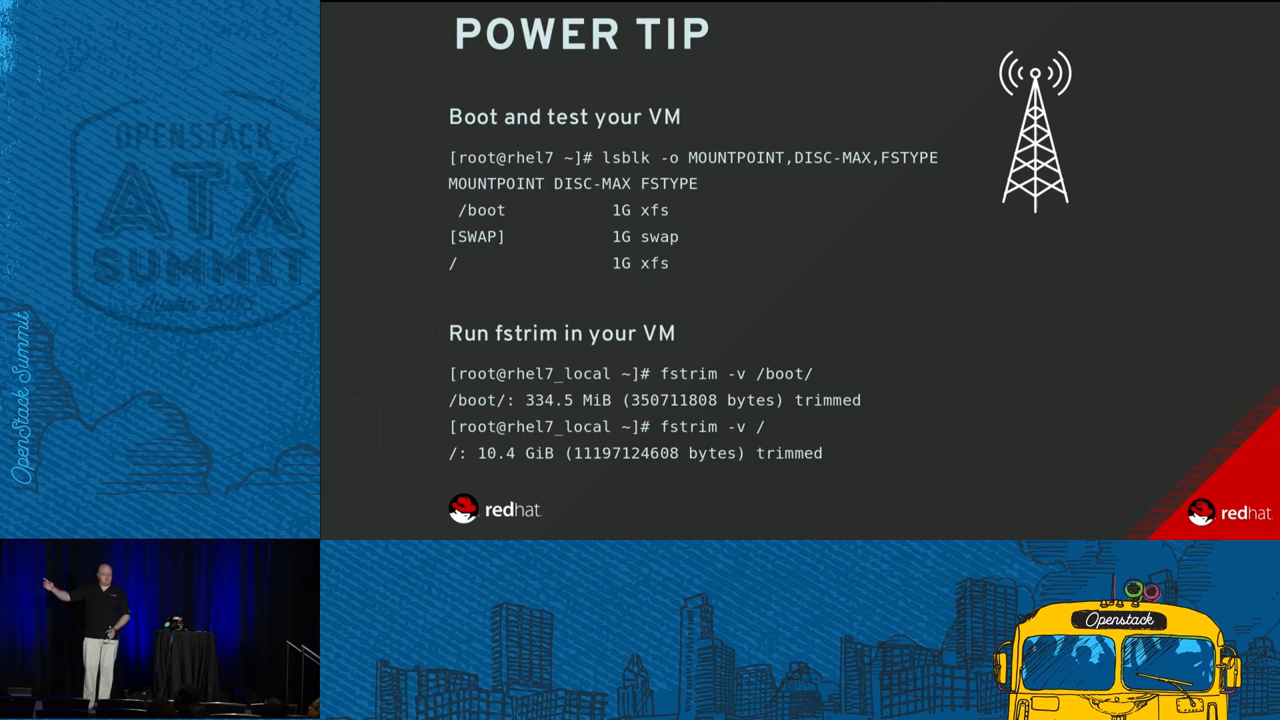 POWER TIP
Boot and test your VM
[root@rhel7 ~]# lsblk -o MOUNTPOINT,DISC-MAX,FSTYPE
MOUNTPOINT DISC-MAX FSTYPE
/boot 1G xfs
[SWAP] 1G swap
/ 1G xfs
Run fstrim in your VM
[root@rhel7_local ~]# fstrim -v /boot/
/boot/: 334.5 MiB (350711808 bytes) trimmed
[root@rhel7_local ~]# fstrim -v /
/: 10.4 GiB (11197124608 bytes) trimmed
redhat.
redhat.
OPENSTACK
ATX
SUMMIT
Austin 2016
OpenStack Summit
Openstack